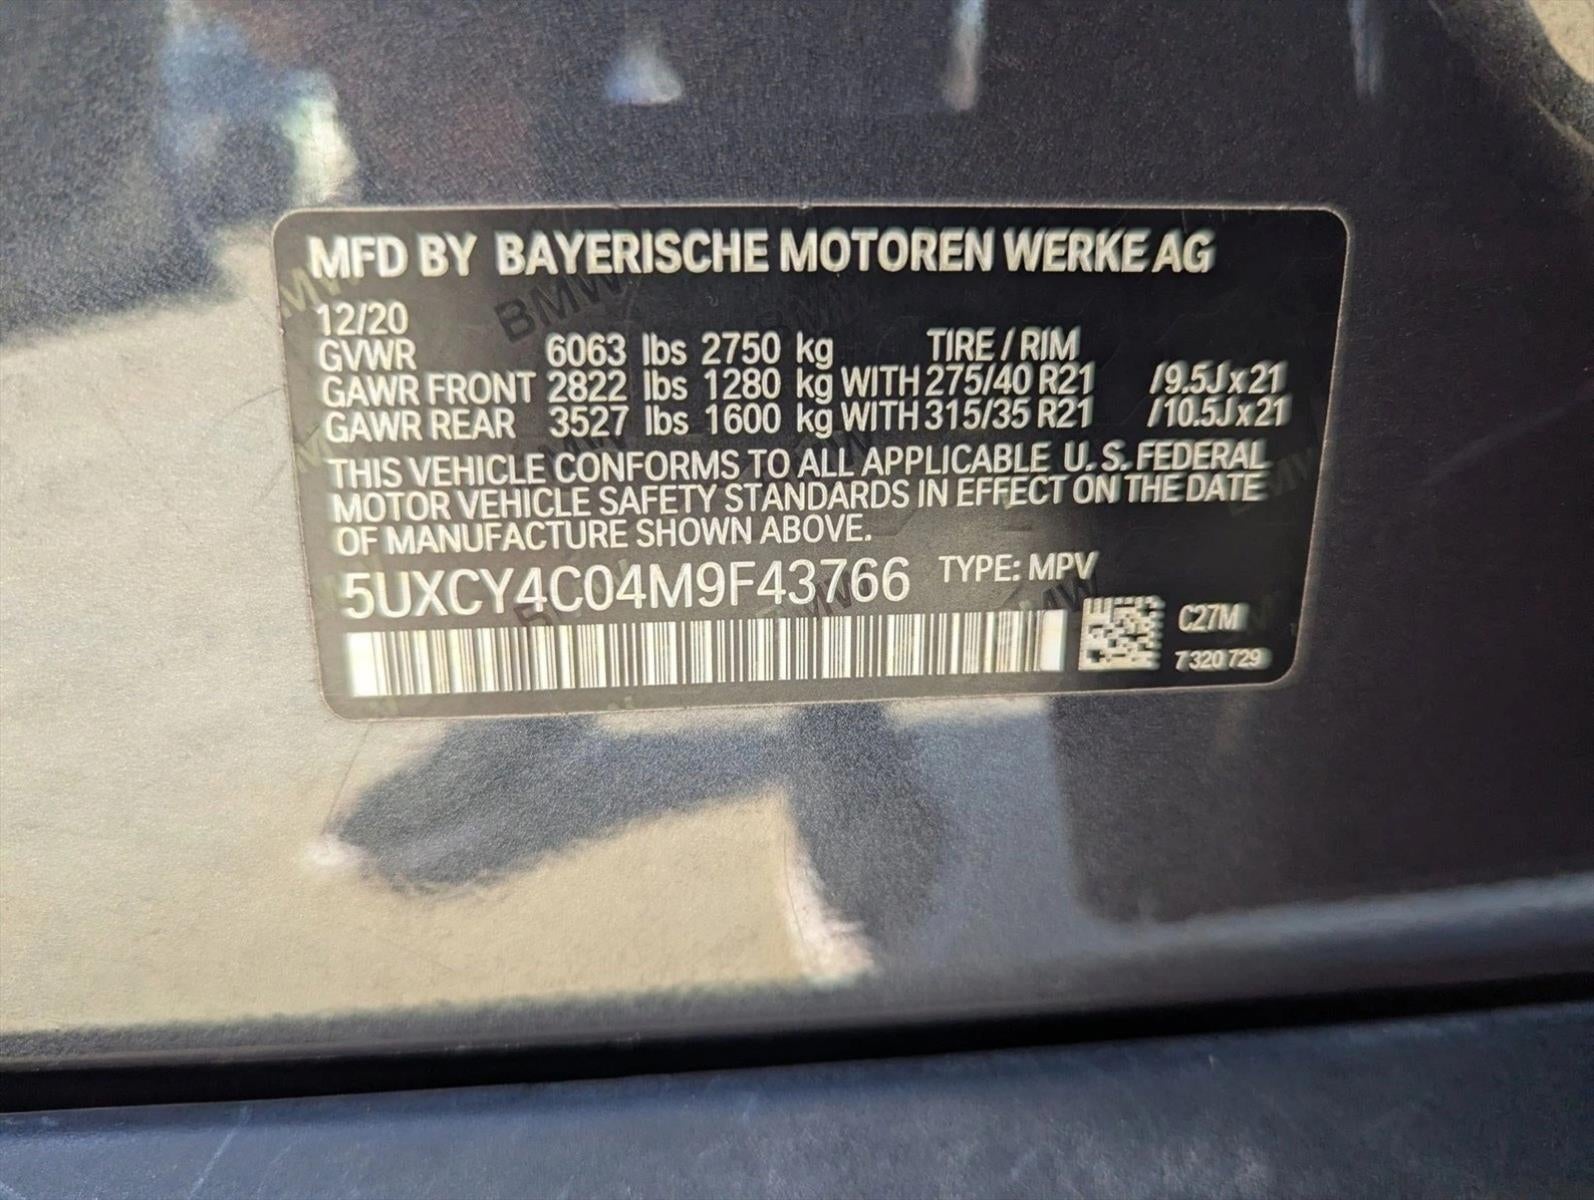 MFD BY BAYERISCHE MOTOREN WERKE AG
12/20
GVWR 6063 lbs 2750 kg TIRE / RIM
GAWR FRONT 2822 lbs 1280 kg WITH 275/40 R21 /9.5J x 21
GAWR REAR 3527 lbs 1600 kg WITH 315/35 R21 /10.5J x 21
THIS VEHICLE CONFORMS TO ALL APPLICABLE U.S. FEDERAL
MOTOR VEHICLE SAFETY STANDARDS IN EFFECT ON THE DATE
OF MANUFACTURE SHOWN ABOVE.
5UXCY4C04M9F43766 TYPE: MPV
C27M
7 320 729